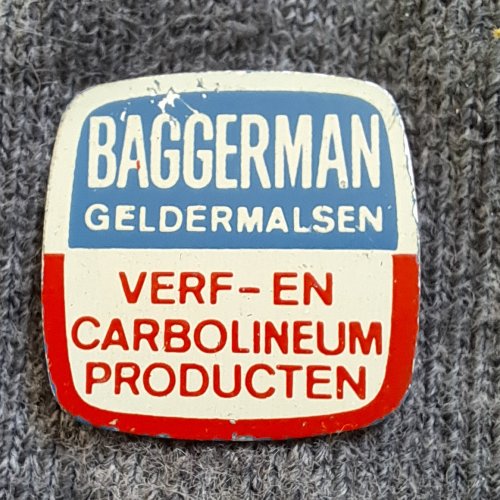 BAGGERMAN
GELDERMALSEN
VERF-EN
CARBOLINEUM
PRODUCTEN